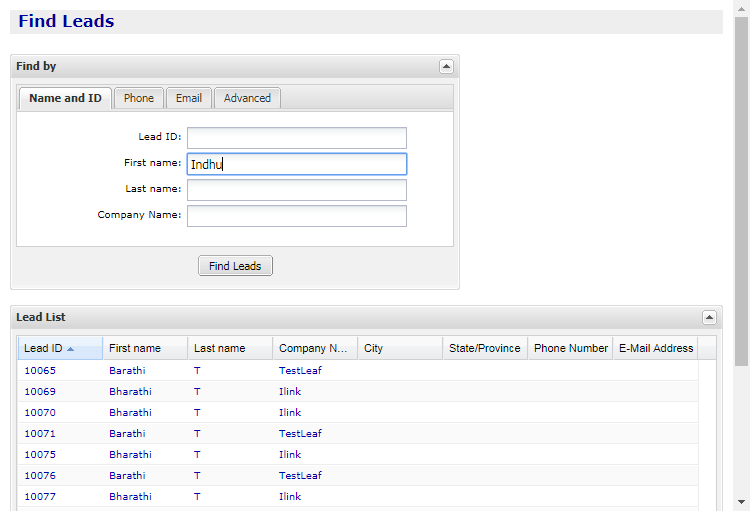 Find Leads
Find by
Name and ID Phone Email Advanced
Lead ID:
First name: Indhu
Last name:
Company Name:
Find Leads
Lead List
Lead ID First name Last name Company N... City State/Province Phone Number E-Mail Address
10065 Barathi T TestLeaf
10069 Bharathi T Ilink
10070 Bharathi T Ilink
10071 Barathi T TestLeaf
10075 Bharathi T Ilink
10076 Barathi T TestLeaf
10077 Bharathi T Ilink